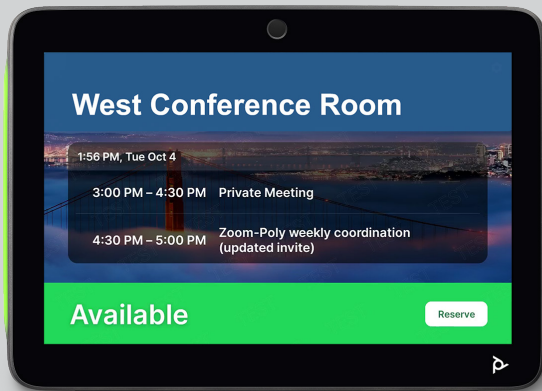 West Conference Room
1:56 PM, Tue Oct 4
3:00 PM – 4:30 PM Private Meeting
4:30 PM – 5:00 PM Zoom-Poly weekly coordination
(updated invite)
Available
Reserve